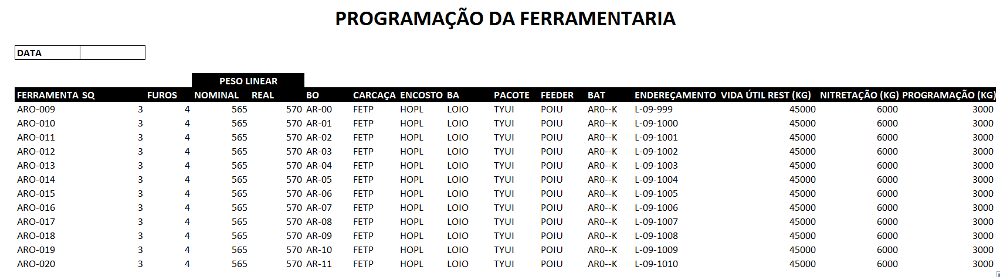 PROGRAMAÇÃO DA FERRAMENTARIA
DATA
PESO LINEAR
FERRAMENTA SQ FUROS NOMINAL REAL BO CARCAÇA ENCOSTO BA PACOTE FEEDER BAT ENDEREÇAMENTO VIDA ÚTIL REST (KG) NITRETAÇÃO (KG) PROGRAMAÇÃO (KG)
ARO-009 3 4 565 570 AR-00 FETP HOPL LOIO TYUI POIU AR0--K L-09-999 45000 6000 3000
ARO-010 3 4 565 570 AR-01 FETP HOPL LOIO TYUI POIU AR0--K L-09-1000 45000 6000 3000
ARO-011 3 4 565 570 AR-02 FETP HOPL LOIO TYUI POIU AR0--K L-09-1001 45000 6000 3000
ARO-012 3 4 565 570 AR-03 FETP HOPL LOIO TYUI POIU AR0--K L-09-1002 45000 6000 3000
ARO-013 3 4 565 570 AR-04 FETP HOPL LOIO TYUI POIU AR0--K L-09-1003 45000 6000 3000
ARO-014 3 4 565 570 AR-05 FETP HOPL LOIO TYUI POIU AR0--K L-09-1004 45000 6000 3000
ARO-015 3 4 565 570 AR-06 FETP HOPL LOIO TYUI POIU AR0--K L-09-1005 45000 6000 3000
ARO-016 3 4 565 570 AR-07 FETP HOPL LOIO TYUI POIU AR0--K L-09-1006 45000 6000 3000
ARO-017 3 4 565 570 AR-08 FETP HOPL LOIO TYUI POIU AR0--K L-09-1007 45000 6000 3000
ARO-018 3 4 565 570 AR-09 FETP HOPL LOIO TYUI POIU AR0--K L-09-1008 45000 6000 3000
ARO-019 3 4 565 570 AR-10 FETP HOPL LOIO TYUI POIU AR0--K L-09-1009 45000 6000 3000
ARO-020 3 4 565 570 AR-11 FETP HOPL LOIO TYUI POIU AR0--K L-09-1010 45000 6000 3000